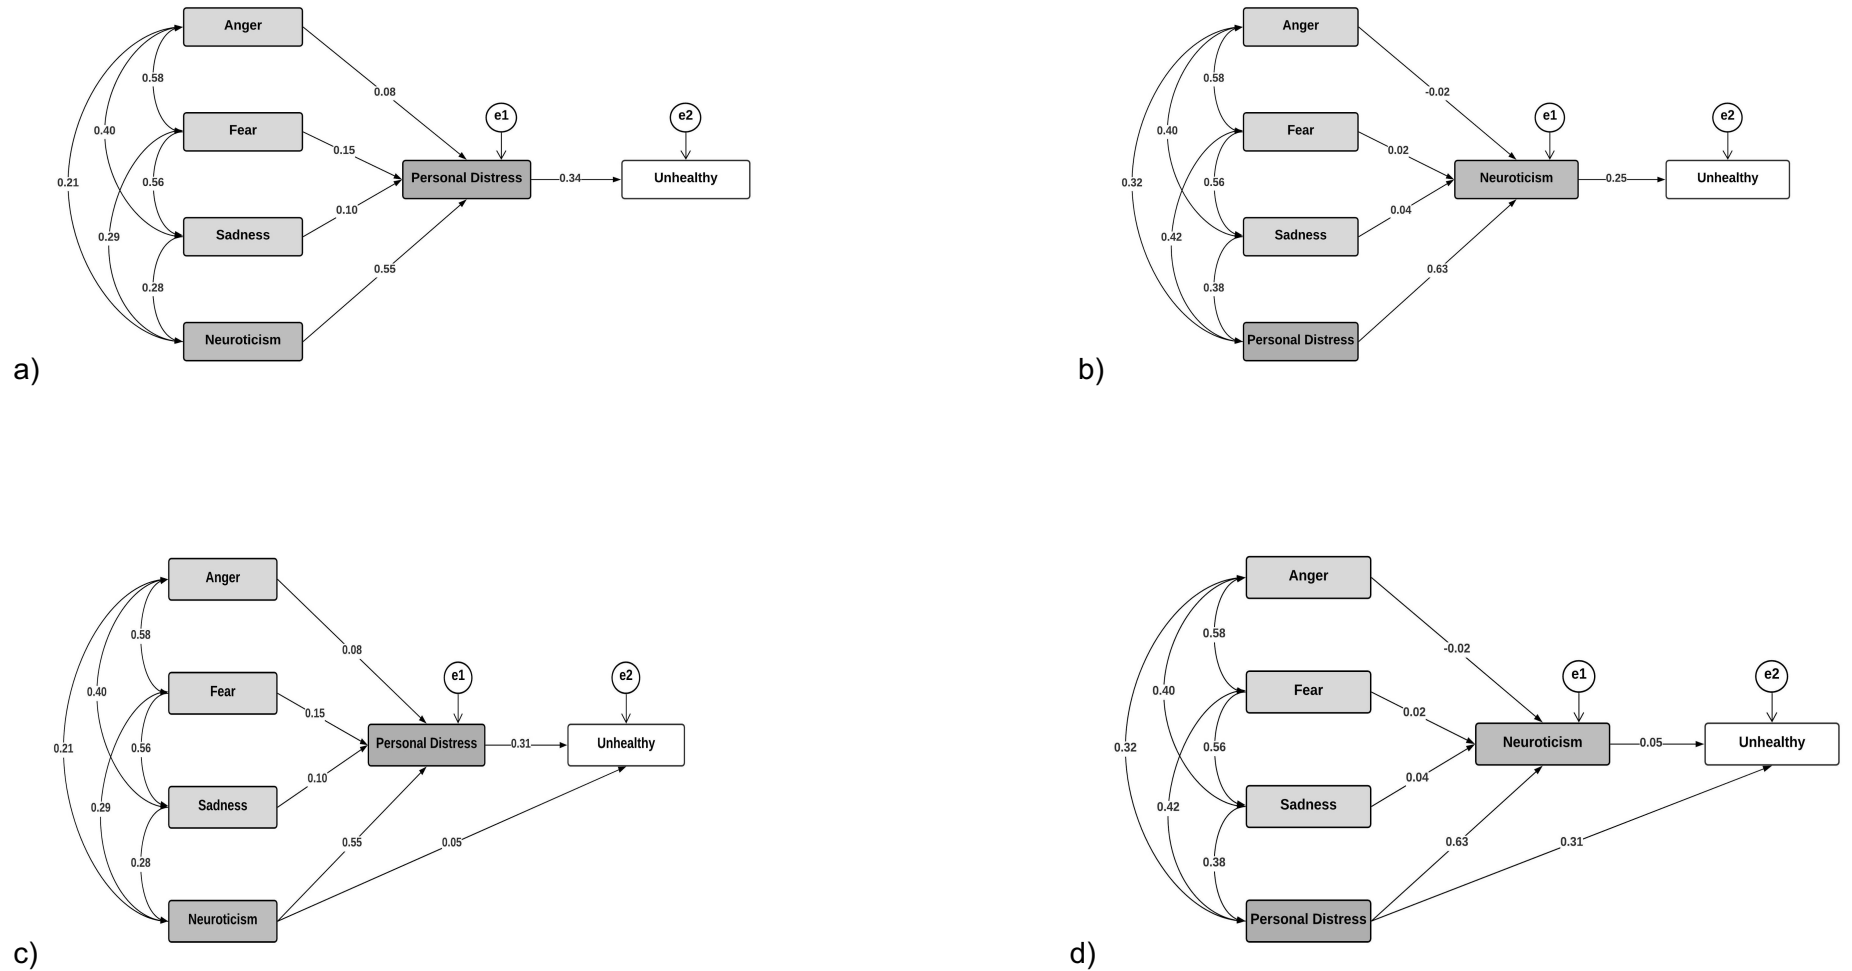 Anger
0.58
0.08
e1
e2
0.40
Fear
0.15
0.21
0.56
Personal Distress
0.34
Unhealthy
0.10
0.29
Sadness
0.55
0.28
Neuroticism
a)
Anger
0.58
-0.02
e1
e2
0.40
Fear
0.02
0.32
0.56
Neuroticism
0.25
Unhealthy
0.04
0.42
Sadness
0.63
0.38
Personal Distress
b)
Anger
0.58
0.08
e1
e2
0.40
Fear
0.15
0.21
0.56
Personal Distress
0.31
Unhealthy
0.10
0.29
Sadness
0.55
0.05
0.28
Neuroticism
c)
Anger
0.58
-0.02
e1
e2
0.40
Fear
0.02
0.32
0.56
Neuroticism
0.05
Unhealthy
0.04
0.42
Sadness
0.63
0.31
0.38
Personal Distress
d)